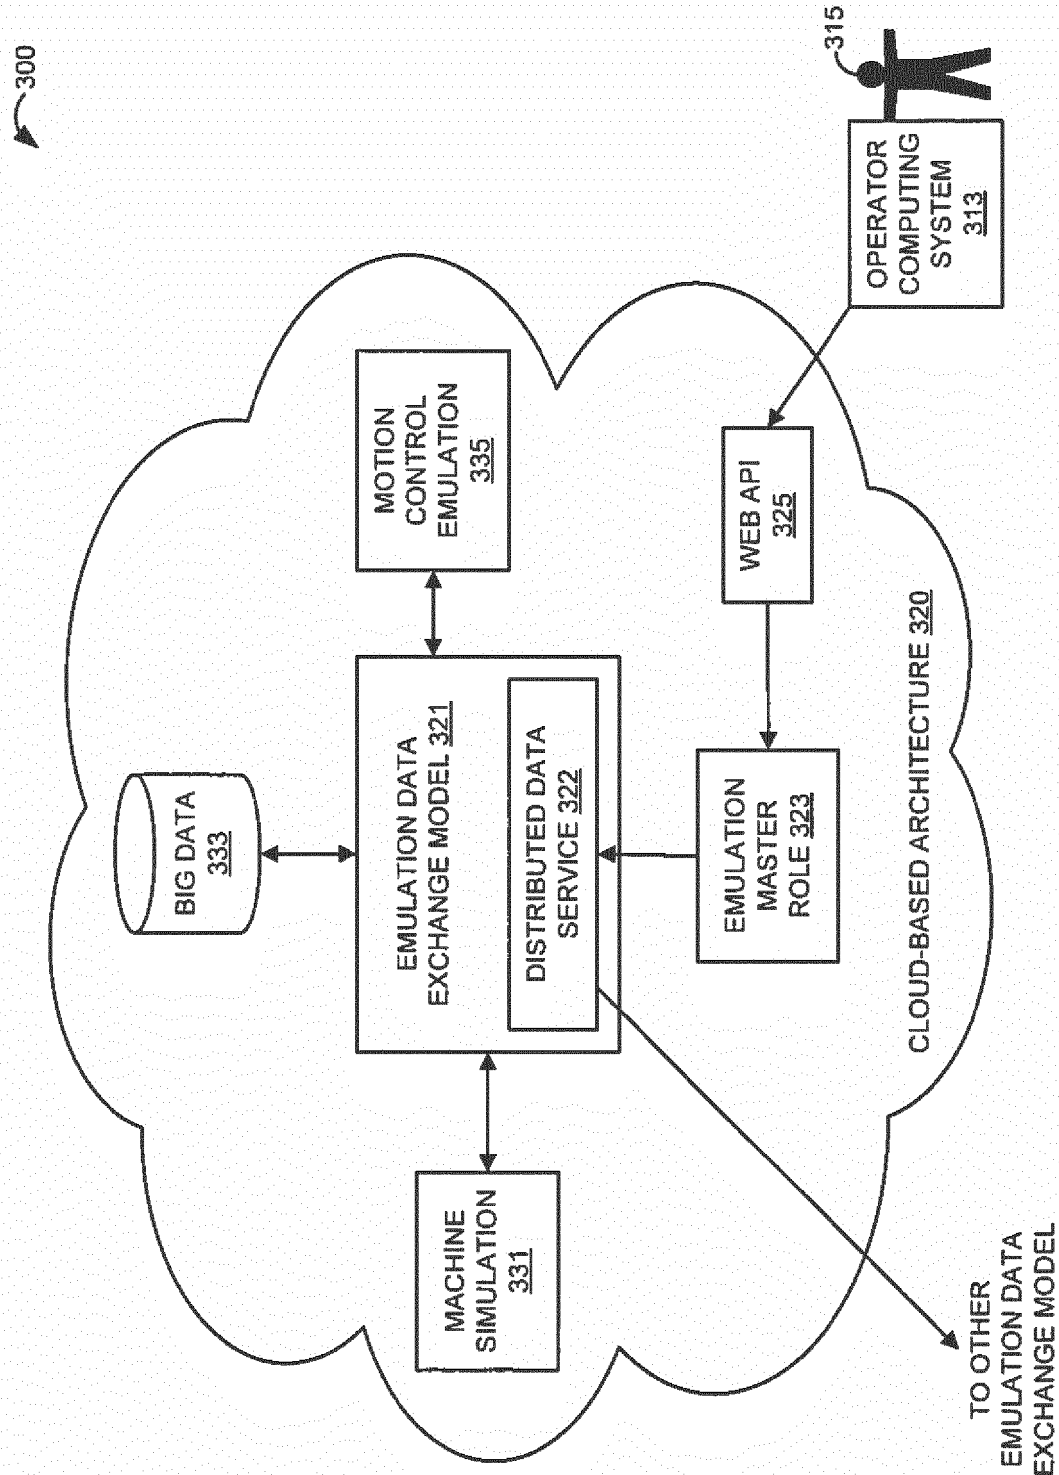 300
BIG DATA
333
MACHINE
SIMULATION
331
EMULATION DATA
EXCHANGE MODEL 321
DISTRIBUTED DATA
SERVICE 322
MOTION
CONTROL
EMULATION
335
EMULATION
MASTER
ROLE 323
WEB API
325
CLOUD-BASED ARCHITECTURE 320
OPERATOR
COMPUTING
SYSTEM
313
315
TO OTHER
EMULATION DATA
EXCHANGE MODEL